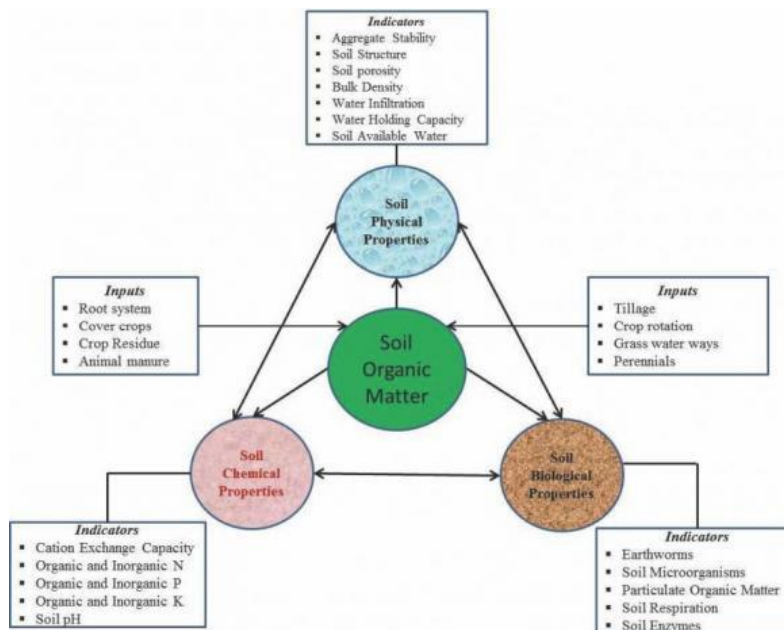 Indicators
▪ Aggregate Stability
▪ Soil Structure
▪ Soil porosity
▪ Bulk Density
▪ Water Infiltration
▪ Water Holding Capacity
▪ Soil Available Water
Soil
Physical
Properties
Inputs
▪ Root system
▪ Cover crops
▪ Crop Residue
▪ Animal manure
Inputs
▪ Tillage
▪ Crop rotation
▪ Grass water ways
▪ Perennials
Soil
Organic
Matter
Soil
Chemical
Properties
Soil
Biological
Properties
Indicators
▪ Cation Exchange Capacity
▪ Organic and Inorganic N
▪ Organic and Inorganic P
▪ Organic and Inorganic K
▪ Soil pH
Indicators
▪ Earthworms
▪ Soil Microorganisms
▪ Particulate Organic Matter
▪ Soil Respiration
▪ Soil Enzymes